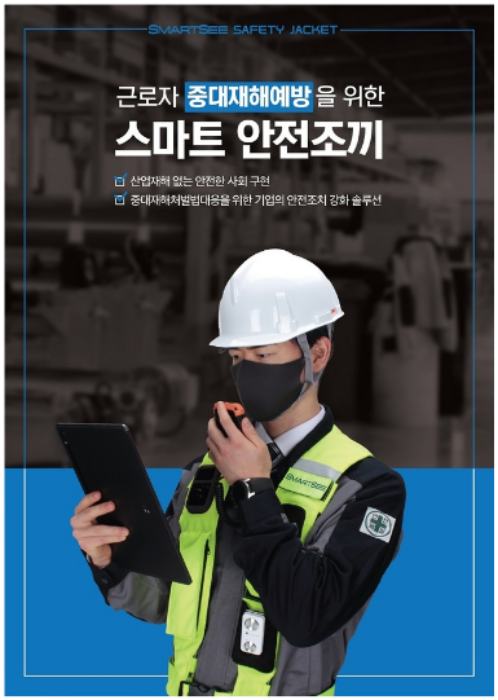 SMARTSEE SAFETY JACKET
근로자 중대재해예방을 위한
스마트 안전조끼
산업재해 없는 안전한 사회 구현
중대재해처벌법대응을 위한 기업의 안전조치 강화 솔루션
SMARTSEE